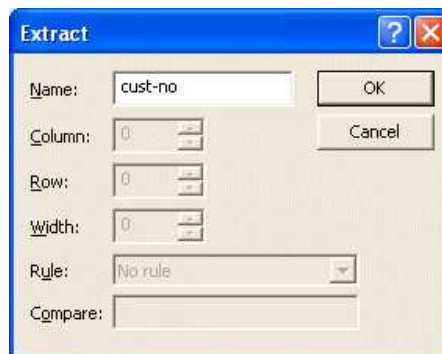 Extract
Name: cust-no OK
Column: 0 Cancel
Row: 0
Width: 0
Rule: No rule
Compare: